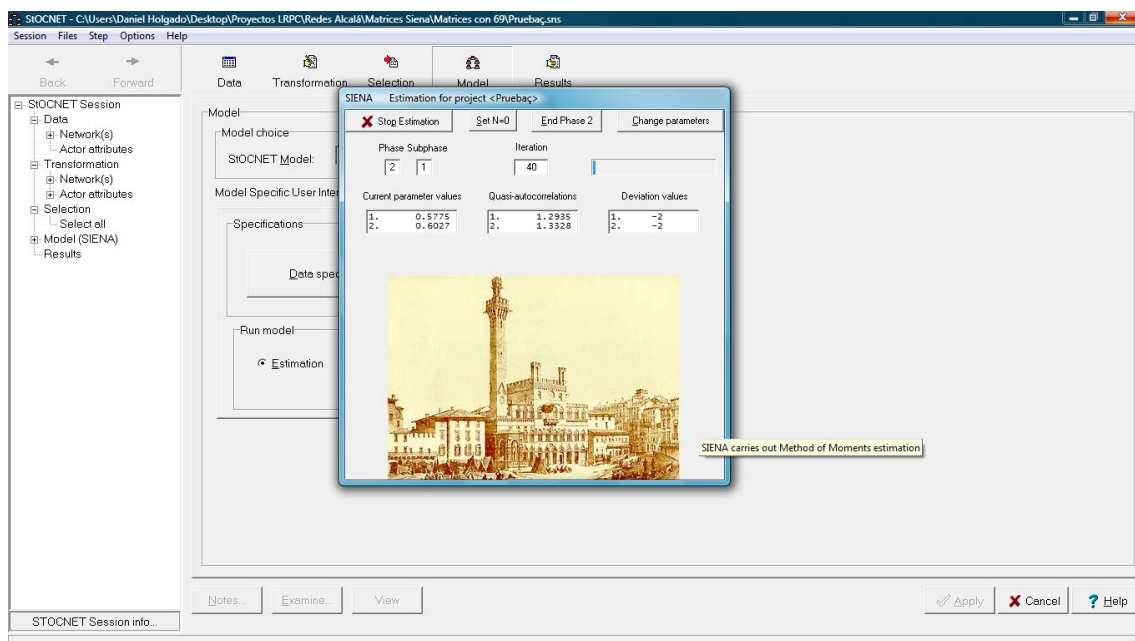 StOCNET - C:\Users\Daniel Holgado\Desktop\Proyectos LRPC\Redes Alcalá\Matrices Siena\Matrices con 69\Pruebaç.sns
Session Files Step Options Help
Back Forward Data Transformation Selection Model Results
StOCNET Session
Data
Network(s)
Actor attributes
Transformation
Network(s)
Actor attributes
Selection
Select all
Model (SIENA)
Results
STOCNET Session info...
Model
Model choice
StOCNET Model:
Model Specific User Inter
Specifications
Data spec
Run model
Estimation
SIENA Estimation for project <Pruebaç>
Stop Estimation Set N=0 End Phase 2 Change parameters
Phase Subphase Iteration
2 1 40
Current parameter values Quasi-autocorrelations Deviation values
1. 0.5775 1. 1.2935 1. -2
2. 0.6027 2. 1.3328 2. -2
SIENA carries out Method of Moments estimation
Notes... Examine... View Apply Cancel ? Help